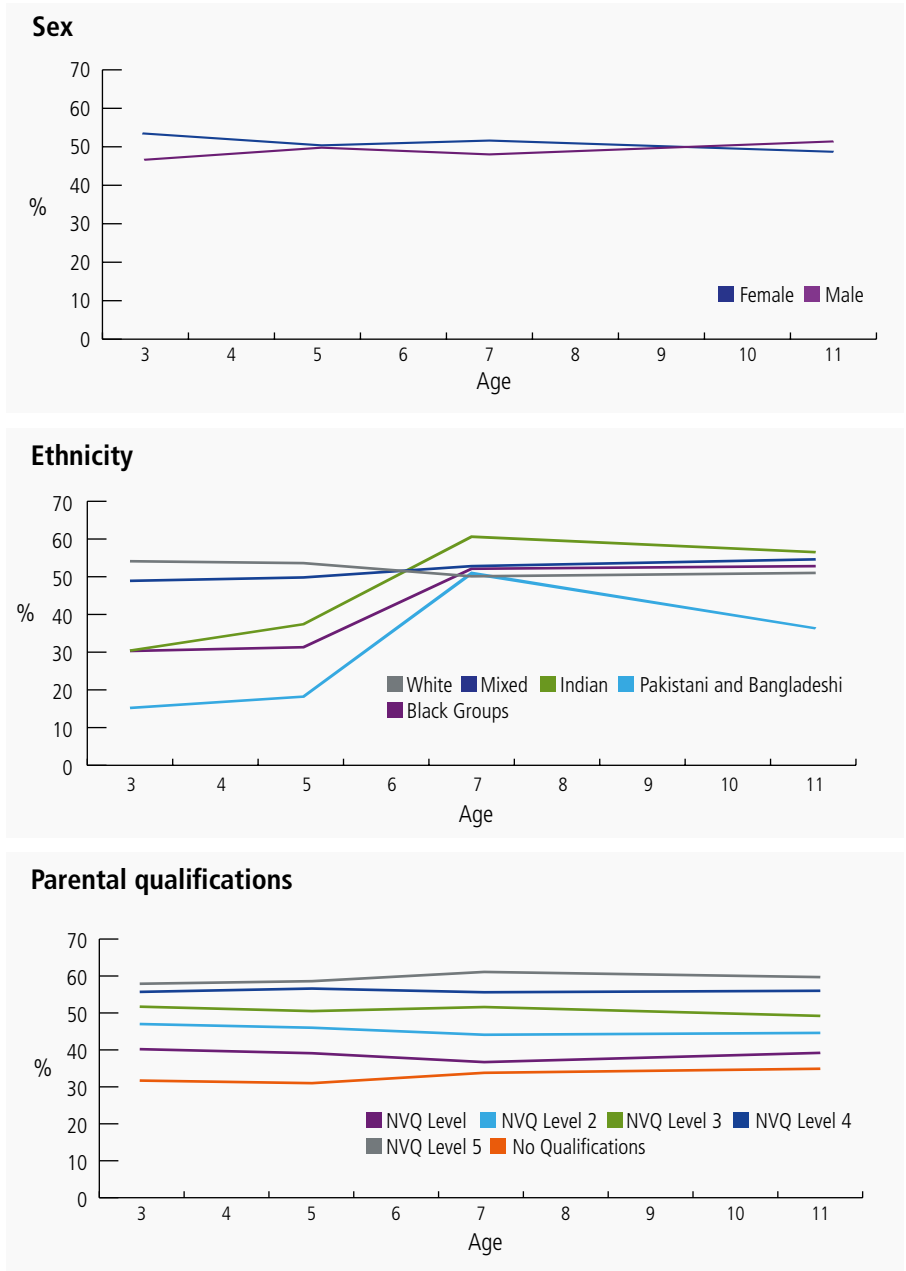 Sex
70
60
50
40
30
20
10
0
%
Female Male
3 4 5 6 7 8 9 10 11
Age
Ethnicity
70
60
50
40
30
20
10
0
%
White Mixed Indian Pakistani and Bangladeshi
Black Groups
3 4 5 6 7 8 9 10 11
Age
Parental qualifications
70
60
50
40
30
20
10
0
%
NVQ Level NVQ Level 2 NVQ Level 3 NVQ Level 4
NVQ Level 5 No Qualifications
3 4 5 6 7 8 9 10 11
Age